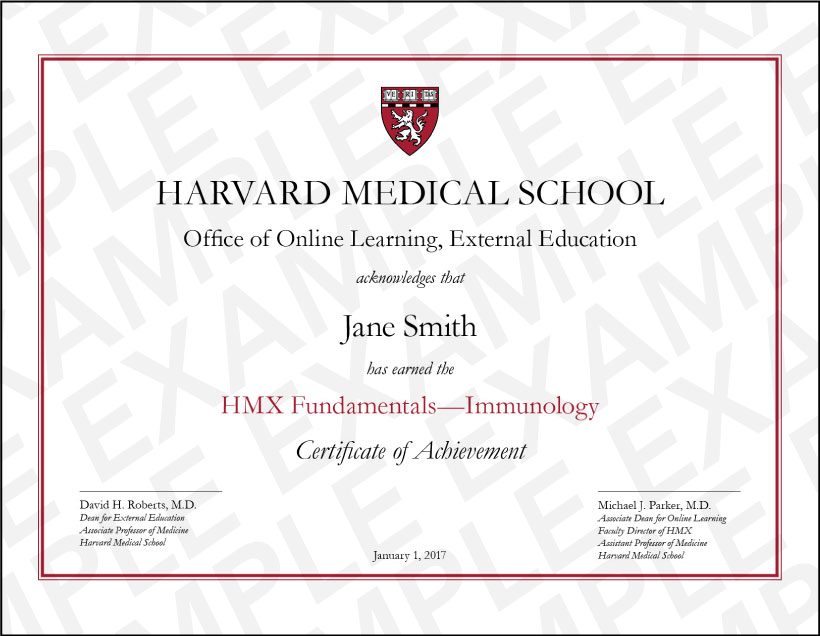 VE RI TAS
HARVARD MEDICAL SCHOOL
Office of Online Learning, External Education
acknowledges that
Jane Smith
has earned the
HMX Fundamentals—Immunology
Certificate of Achievement
David H. Roberts, M.D.
Dean for External Education
Associate Professor of Medicine
Harvard Medical School
Michael J. Parker, M.D.
Associate Dean for Online Learning
Faculty Director of HMX
Assistant Professor of Medicine
Harvard Medical School
January 1, 2017
EXAMPLE EXAMPLE EXAMPLE